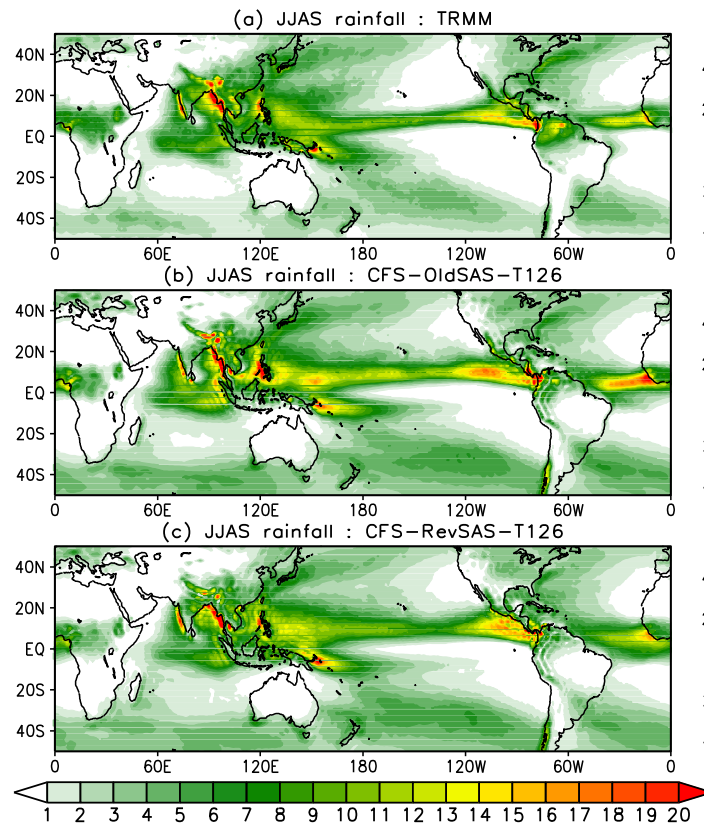 (a) JJAS rainfall : TRMM
40N
20N
EQ
20S
40S
0 60E 120E 180 120W 60W 0
(b) JJAS rainfall : CFS-OldSAS-T126
40N
20N
EQ
20S
40S
0 60E 120E 180 120W 60W 0
(c) JJAS rainfall : CFS-RevSAS-T126
40N
20N
EQ
20S
40S
0 60E 120E 180 120W 60W 0
1 2 3 4 5 6 7 8 9 10 11 12 13 14 15 16 17 18 19 20